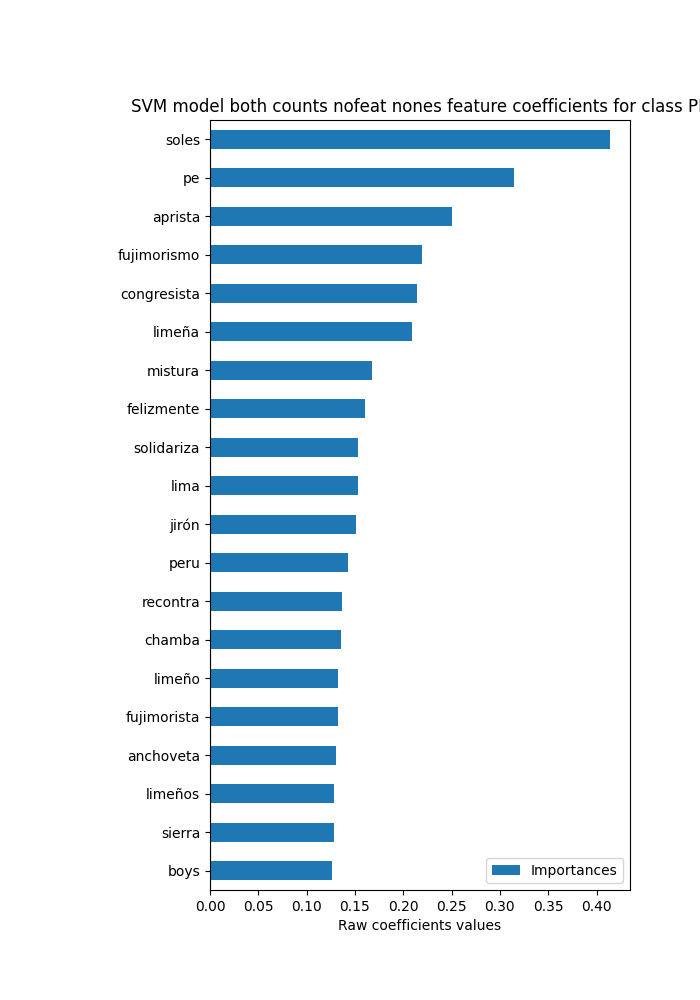 SVM model both counts nofeat nones feature coefficients for class P
soles
pe
aprista
fujimorismo
congresista
limeña
mistura
felizmente
solidariza
lima
jirón
peru
recontra
chamba
limeño
fujimorista
anchoveta
limeños
sierra
boys
Importances
0.00 0.05 0.10 0.15 0.20 0.25 0.30 0.35 0.40
Raw coefficients values